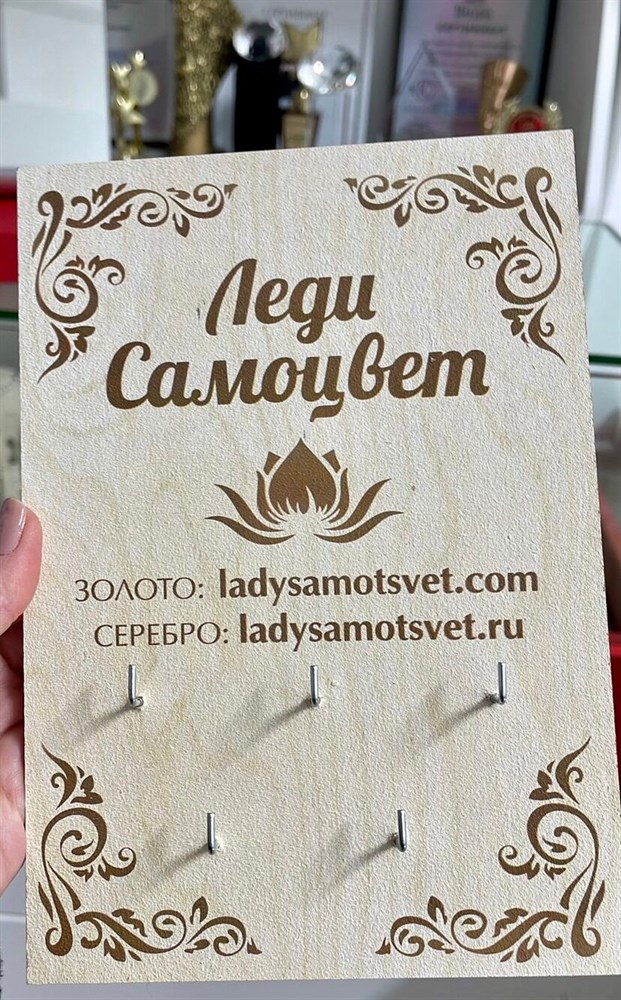 Леди
Самоцвет
ЗОЛОТО: ladysamotsvet.com
СЕРЕБРО: ladysamotsvet.ru